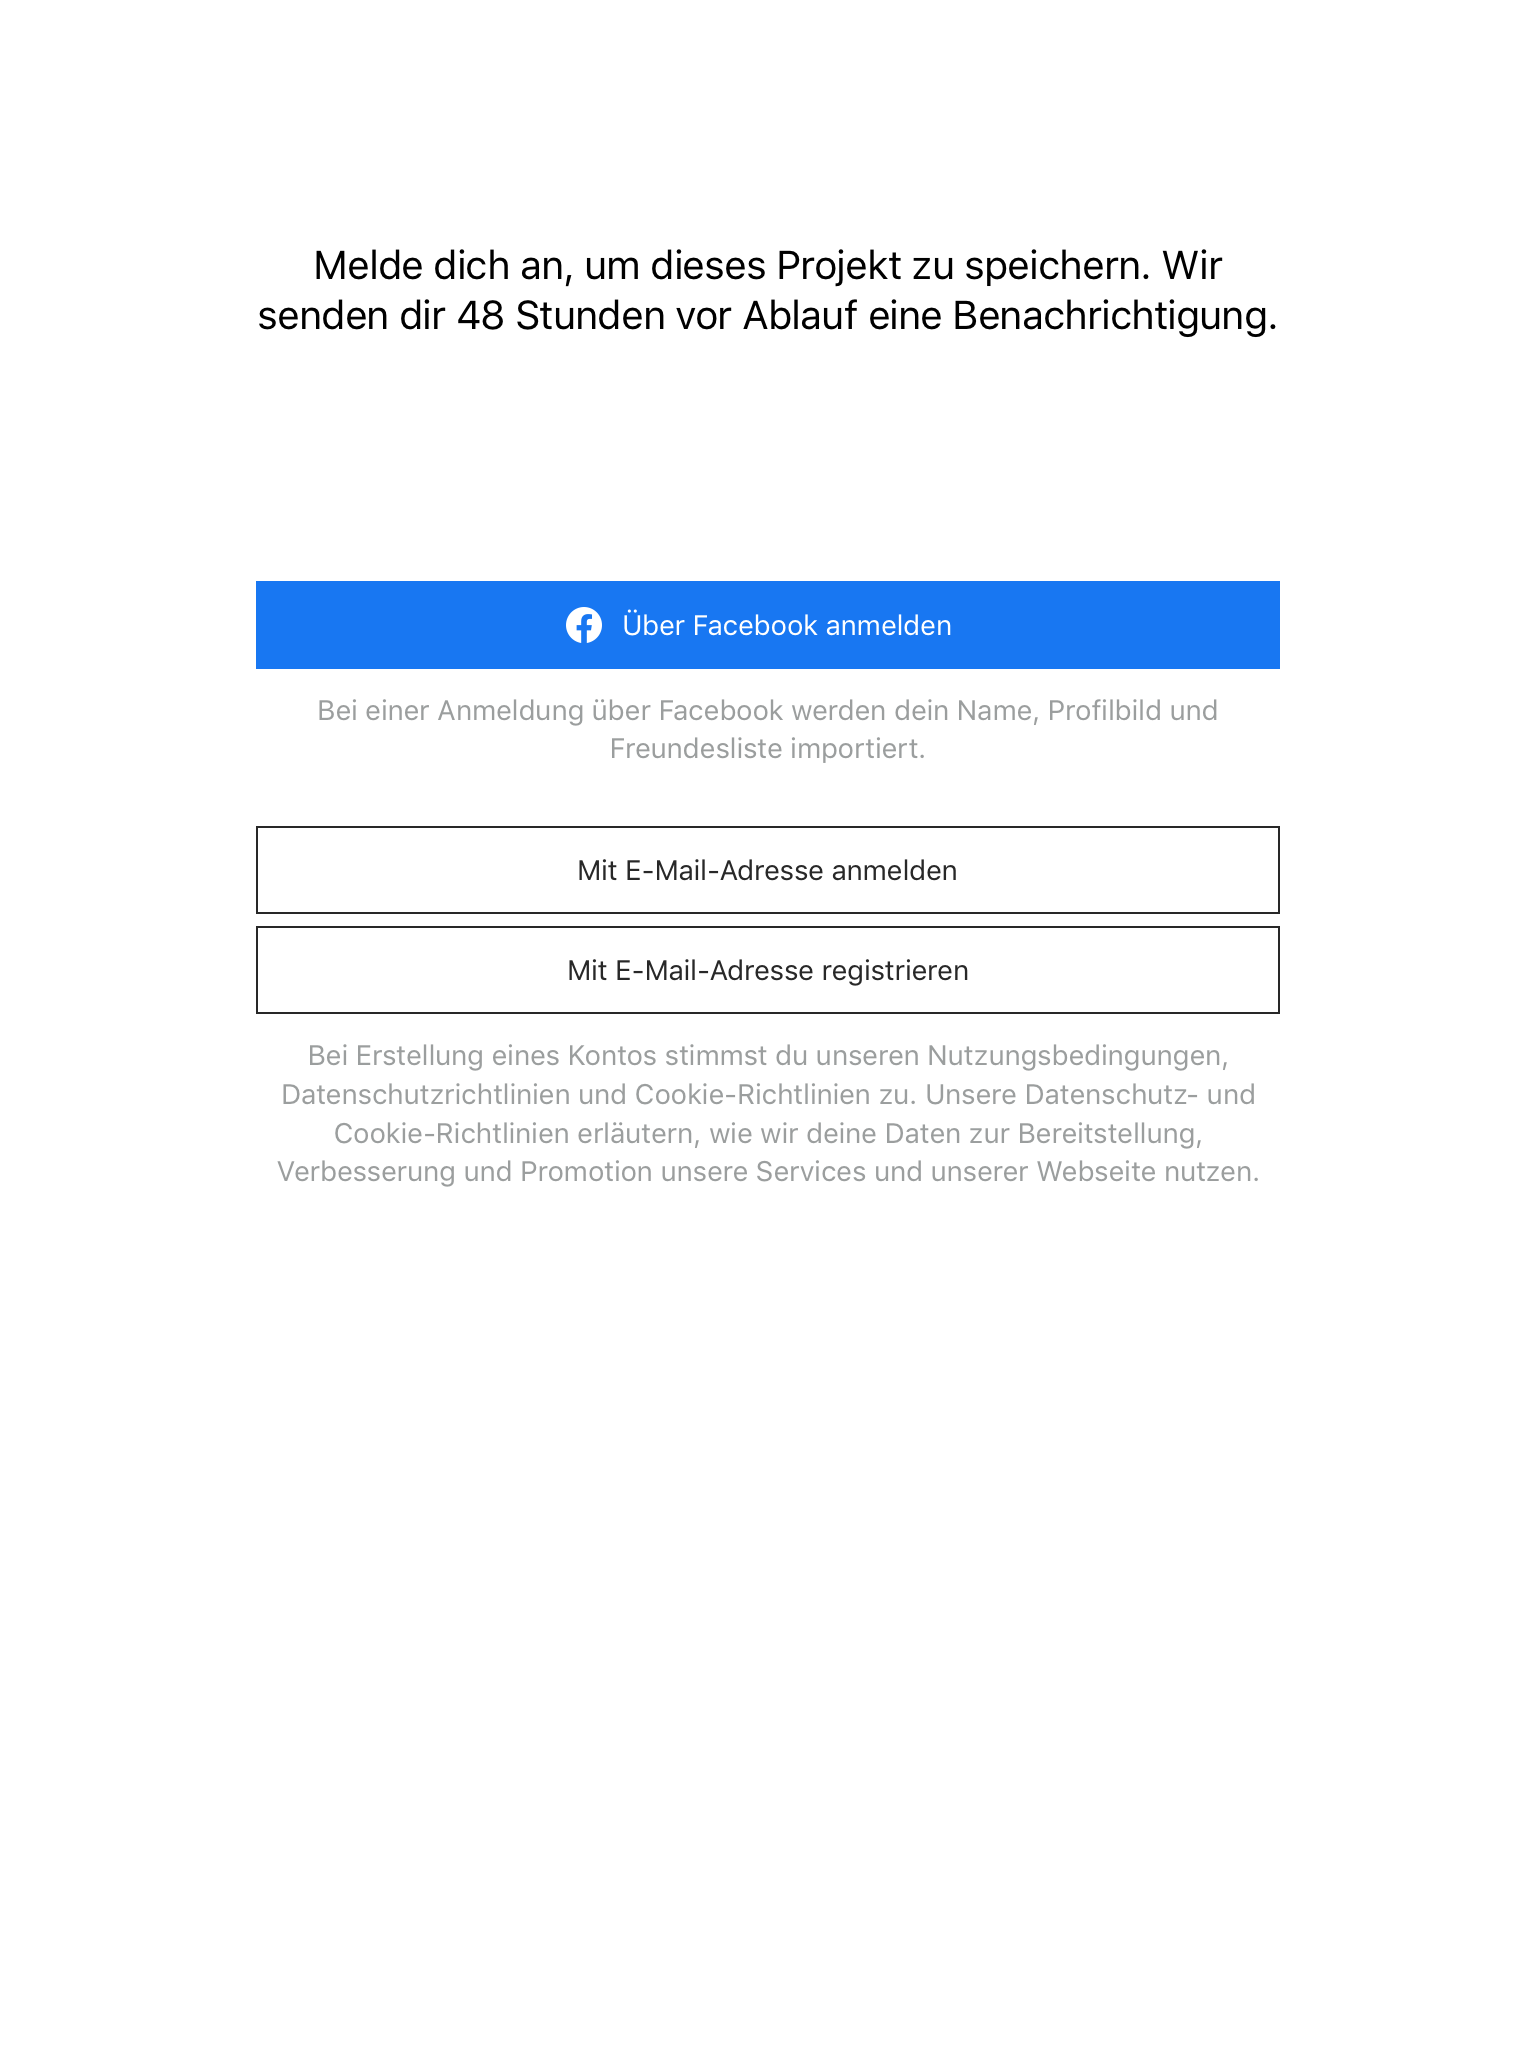 Melde dich an, um dieses Projekt zu speichern. Wir
senden dir 48 Stunden vor Ablauf eine Benachrichtigung.
Über Facebook anmelden
Bei einer Anmeldung über Facebook werden dein Name, Profilbild und
Freundesliste importiert.
Mit E-Mail-Adresse anmelden
Mit E-Mail-Adresse registrieren
Bei Erstellung eines Kontos stimmst du unseren Nutzungsbedingungen,
Datenschutzrichtlinien und Cookie-Richtlinien zu. Unsere Datenschutz- und
Cookie-Richtlinien erläutern, wie wir deine Daten zur Bereitstellung,
Verbesserung und Promotion unsere Services und unserer Webseite nutzen.